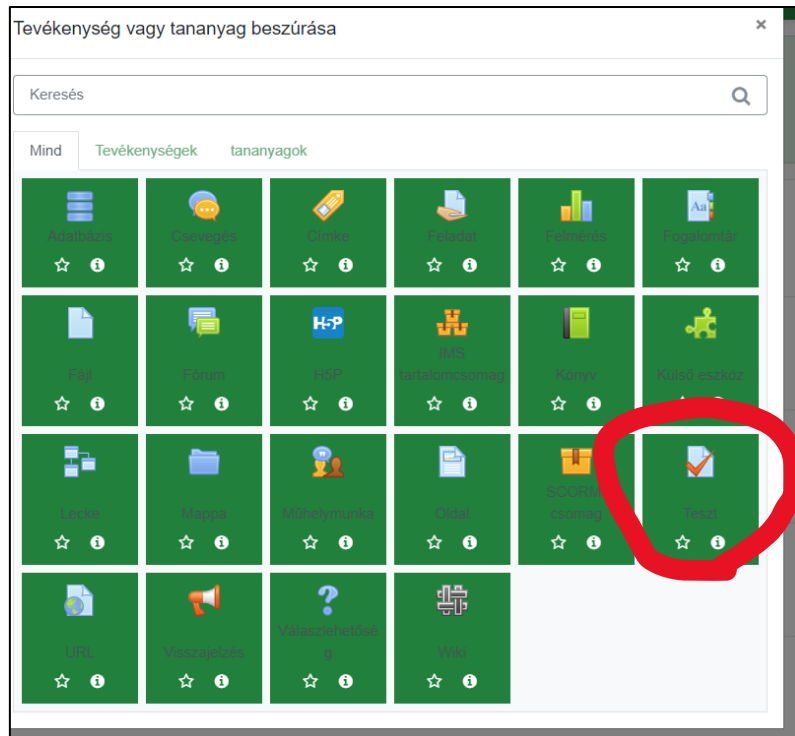 Tevékenység vagy tananyag beszúrása
×
Keresés
Mind Tevékenységek tananyagok
Adatbázis Csevegés Címke Feladat Felmérés Fogalomtár
Fájl Fórum H5P IMS tartalomcsomag Könyv Külső eszköz
Lecke Mappa Műhelymunka Oldal SCORM csomag Teszt
URL Visszajelzés Válaszlehetősé
g Wiki